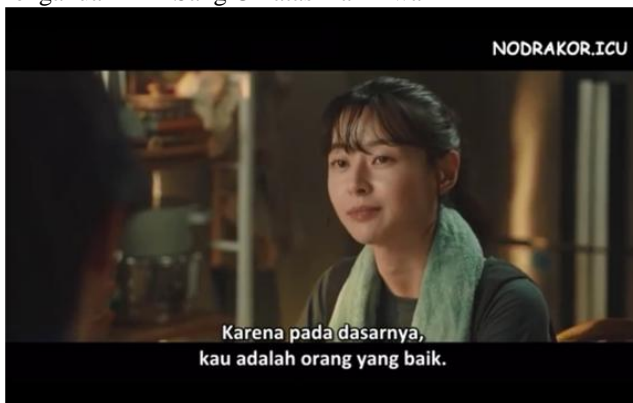 NODRAKOR.ICU
Karena pada dasarnya,
kau adalah orang yang baik.